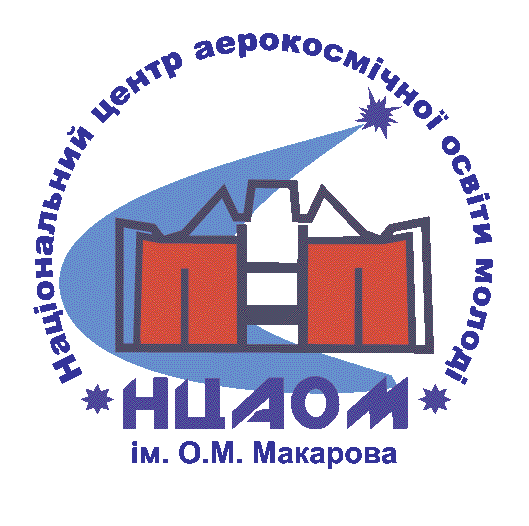 Національний центр аерокосмічної освіти молоді
НЦАОМ
ім. О.М. Макарова